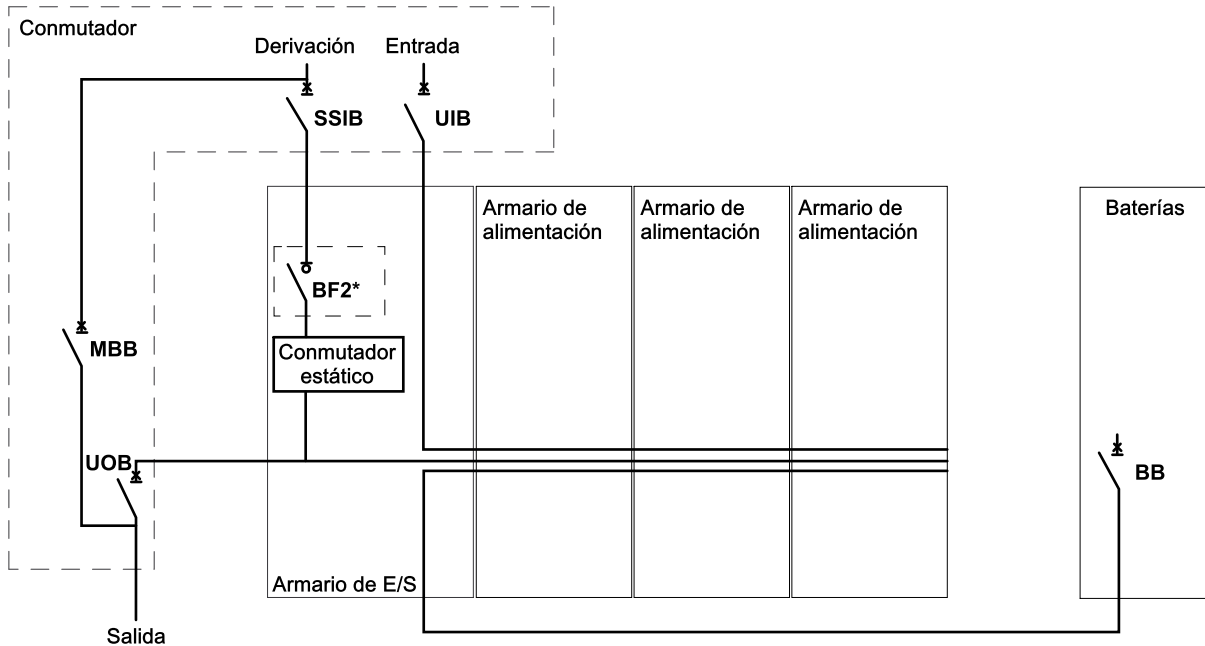 Conmutador
Derivación
Entrada
SSIB
UIB
Armario de
alimentación
Armario de
alimentación
Armario de
alimentación
Baterías
BF2*
MBB
Conmutador
estático
UOB
BB
Armario de E/S
Salida